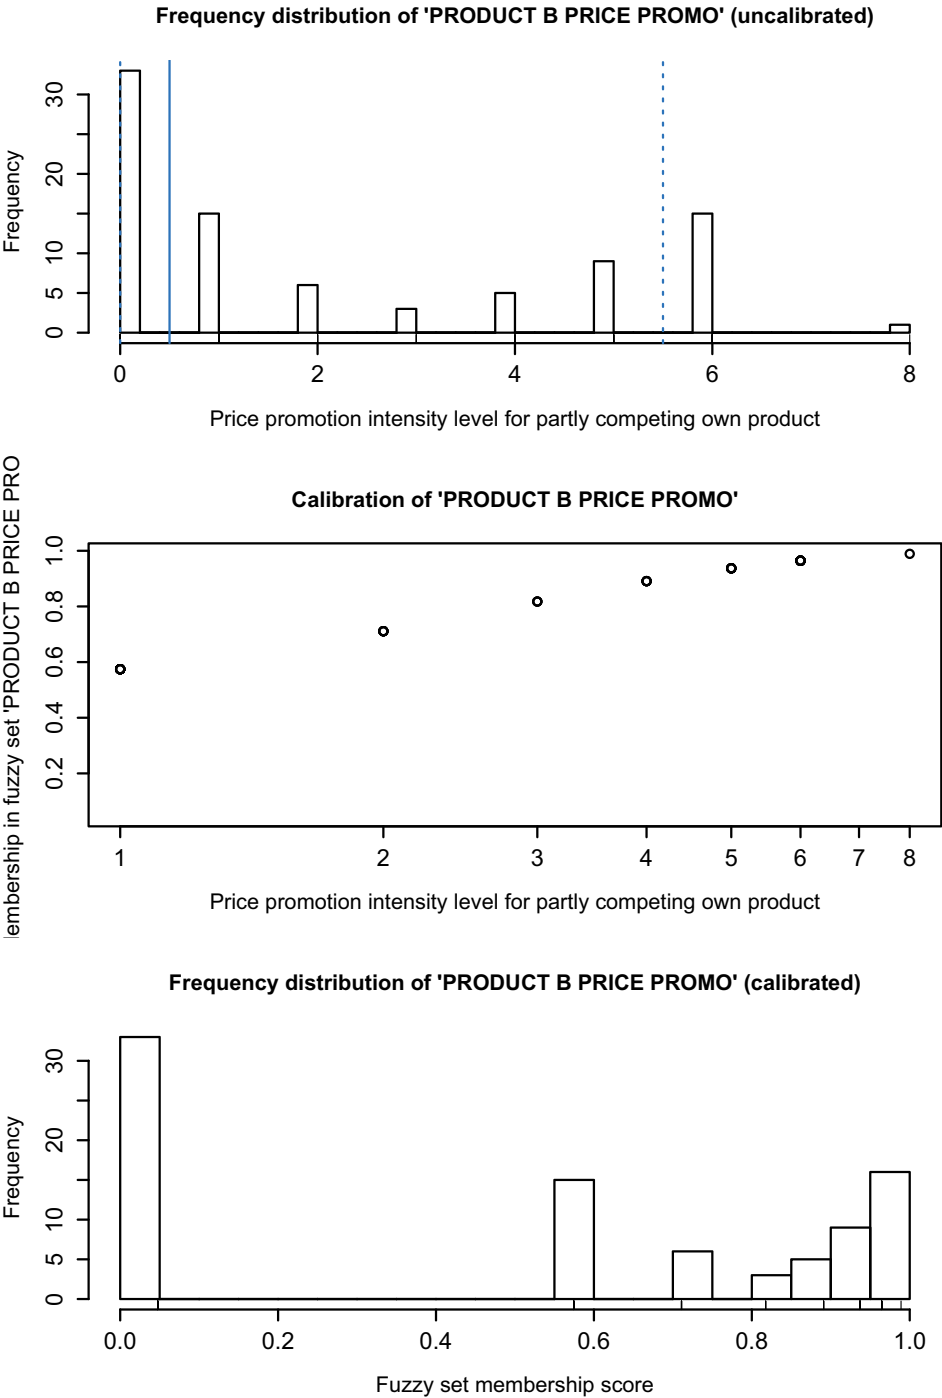 Frequency distribution of 'PRODUCT B PRICE PROMO' (uncalibrated)
Frequency
30
20
10
5
0
0 2 4 6 8
Price promotion intensity level for partly competing own product
Calibration of 'PRODUCT B PRICE PROMO'
embership in fuzzy set 'PRODUCT B PRICE PRO
1.0
0.8
0.6
0.4
0.2
1 2 3 4 5 6 7 8
Price promotion intensity level for partly competing own product
Frequency distribution of 'PRODUCT B PRICE PROMO' (calibrated)
Frequency
30
20
10
5
0
0.0 0.2 0.4 0.6 0.8 1.0
Fuzzy set membership score